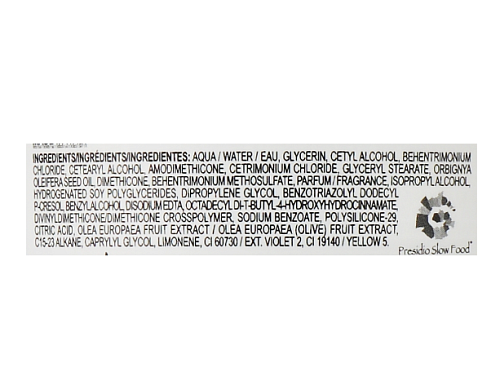 INGREDIENTS/INGRÉDIENTS/INGREDIENTES: AQUA / WATER / EAU, GLYCERIN, CETYL ALCOHOL, BEHENTRIMONIUM
CHLORIDE, CETEARYL ALCOHOL, AMODIMETHICONE, CETRIMONIUM CHLORIDE, GLYCERYL STEARATE, ORBIGNYA
OLEIFERA SEED OIL, DIMETHICONE, BEHENTRIMONIUM METHOSULFATE, PARFUM / FRAGRANCE, ISOPROPYL ALCOHOL,
HYDROGENATED SOY POLYGLYCERIDES, DIPROPYLENE GLYCOL, BENZOTRIAZOLYL DODECYL
P-CRESOL, BENZYL ALCOHOL, DISODIUM EDTA, OCTADECYL DI-T-BUTYL-4-HYDROXYHYDROCINNAMATE,
DIVINYLDIMETHICONE/DIMETHICONE CROSSPOLYMER, SODIUM BENZOATE, POLYSILICONE-29,
CITRIC ACID, OLEA EUROPAEA FRUIT EXTRACT / OLEA EUROPAEA (OLIVE) FRUIT EXTRACT,
C15-23 ALKANE, CAPRYLYL GLYCOL, LIMONENE, CI 60730 / EXT. VIOLET 2, CI 19140 / YELLOW 5.
Presidio Slow Food™